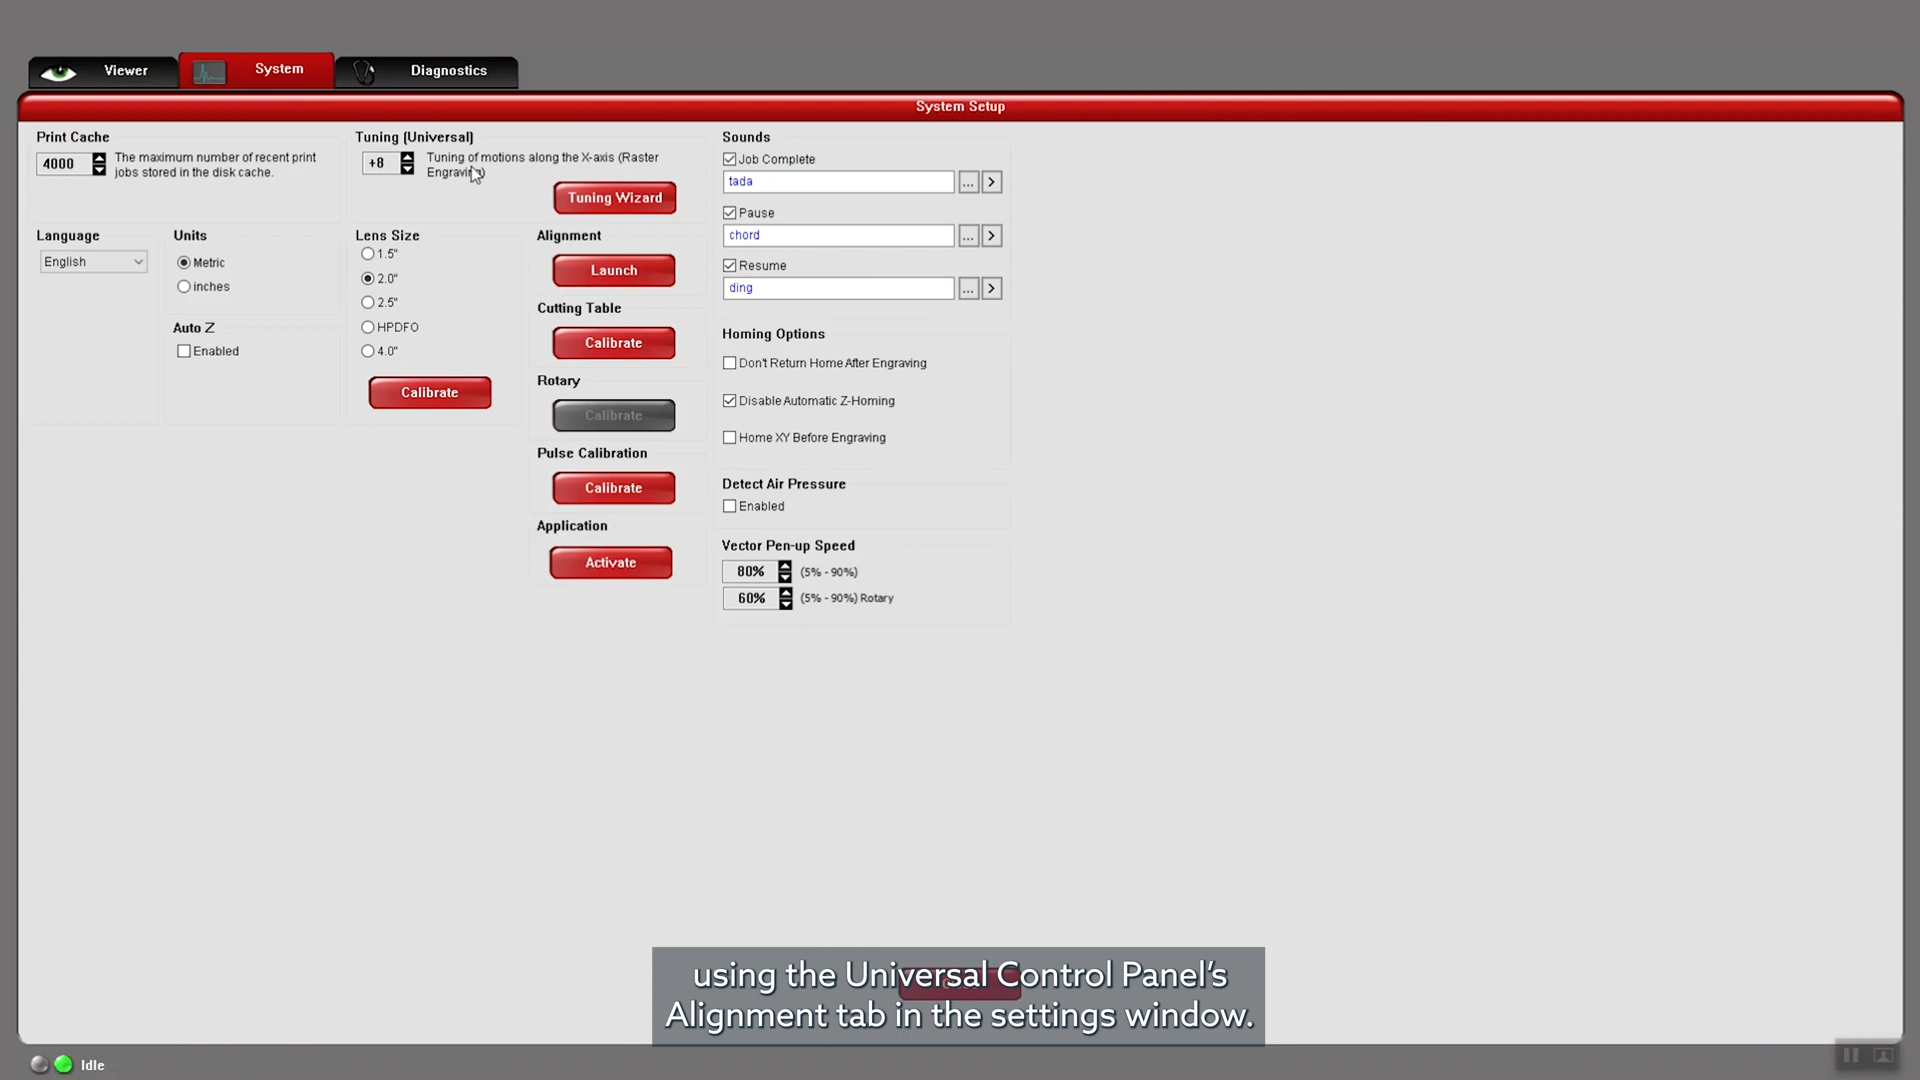 Viewer
System
Diagnostics
System Setup
Print Cache
4000
The maximum number of recent print
jobs stored in the disk cache.
Tuning (Universal)
+8
Tuning of motions along the X-axis (Raster
Engraving)
Tuning Wizard
Language
English
Units
Metric
inches
Auto Z
Enabled
Lens Size
1.5"
2.0"
2.5"
HPDFO
4.0"
Calibrate
Alignment
Launch
Cutting Table
Calibrate
Rotary
Calibrate
Pulse Calibration
Calibrate
Application
Activate
Sounds
Job Complete
tada
... >
Pause
chord
... >
Resume
ding
... >
Homing Options
Don't Return Home After Engraving
Disable Automatic Z-Homing
Home XY Before Engraving
Detect Air Pressure
Enabled
Vector Pen-up Speed
80% (5% - 90%)
60% (5% - 90%) Rotary
using the Universal Control Panel's
Alignment tab in the settings window.
Idle